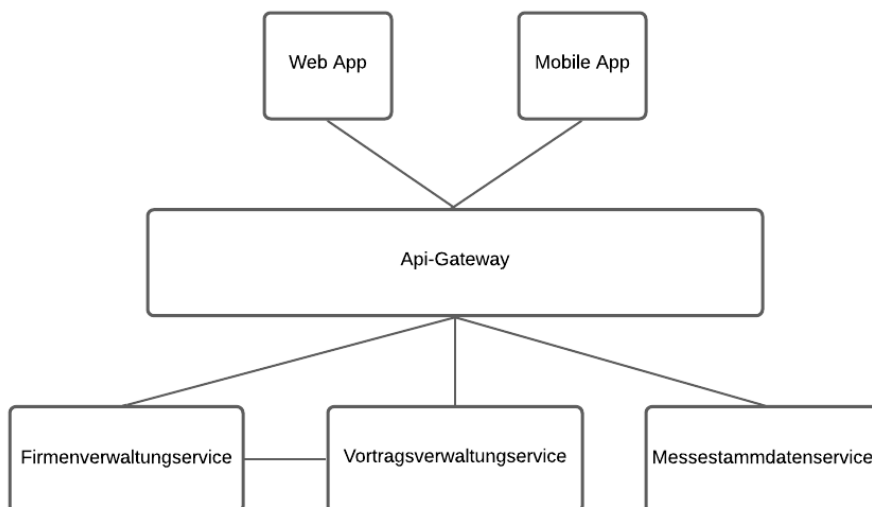 Web App
Mobile App
Api-Gateway
Firmenverwaltungservice
Vortragsverwaltungservice
Messestammdatenservice